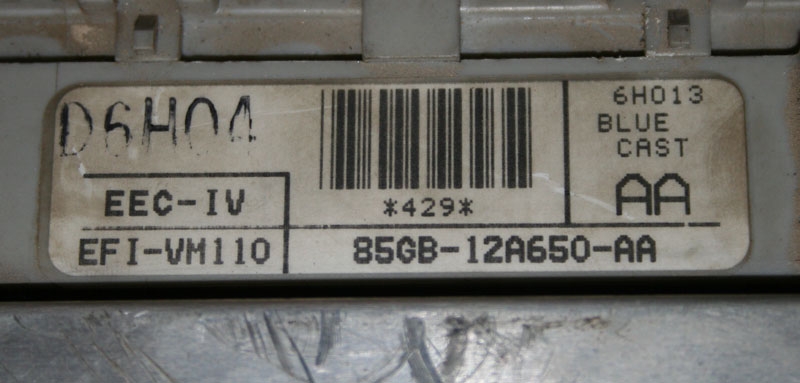 D6H04
EEC-IV
EFI-VM110
*429*
85GB-12A650-AA
6H013
BLUE
CAST
AA